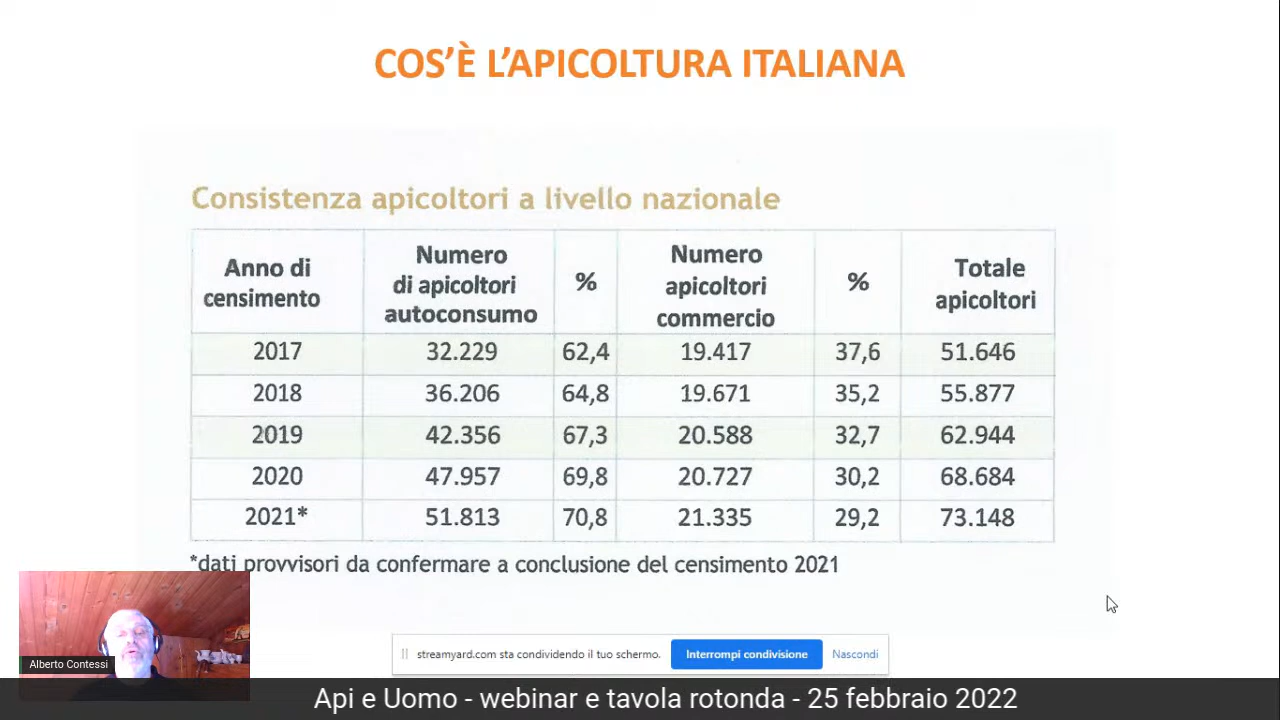 COS'È L'APICOLTURA ITALIANA
Consistenza apicoltori a livello nazionale
Anno di censimento Numero di apicoltori autoconsumo % Numero apicoltori commercio % Totale apicoltori
2017 32.229 62,4 19.417 37,6 51.646
2018 36.206 64,8 19.671 35,2 55.877
2019 42.356 67,3 20.588 32,7 62.944
2020 47.957 69,8 20.727 30,2 68.684
2021* 51.813 70,8 21.335 29,2 73.148
*dati provvisori da confermare a conclusione del censimento 2021
Alberto Contessi
streamyard.com sta condividendo il tuo schermo. Interrompi condivisione Nascondi
Api e Uomo - webinar e tavola rotonda - 25 febbraio 2022